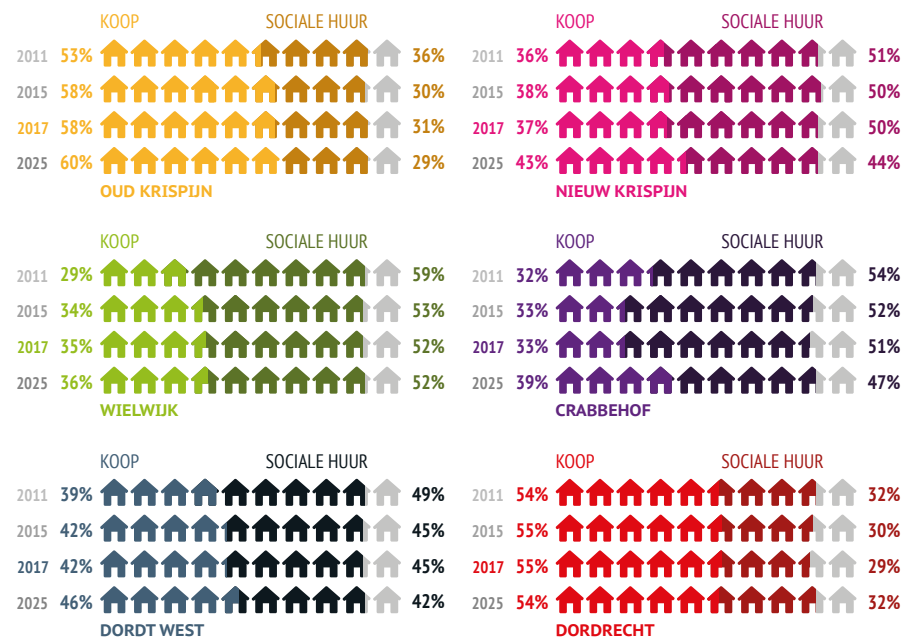 KOOP SOCIALE HUUR
2011 53% 36%
2015 58% 30%
2017 58% 31%
2025 60% 29%
OUD KRISPIJN
KOOP SOCIALE HUUR
2011 36% 51%
2015 38% 50%
2017 37% 50%
2025 43% 44%
NIEUW KRISPIJN
KOOP SOCIALE HUUR
2011 29% 59%
2015 34% 53%
2017 35% 52%
2025 36% 52%
WIELWIJK
KOOP SOCIALE HUUR
2011 32% 54%
2015 33% 52%
2017 33% 51%
2025 39% 47%
CRABBEHOF
KOOP SOCIALE HUUR
2011 39% 49%
2015 42% 45%
2017 42% 45%
2025 46% 42%
DORDT WEST
KOOP SOCIALE HUUR
2011 54% 32%
2015 55% 30%
2017 55% 29%
2025 54% 32%
DORDRECHT